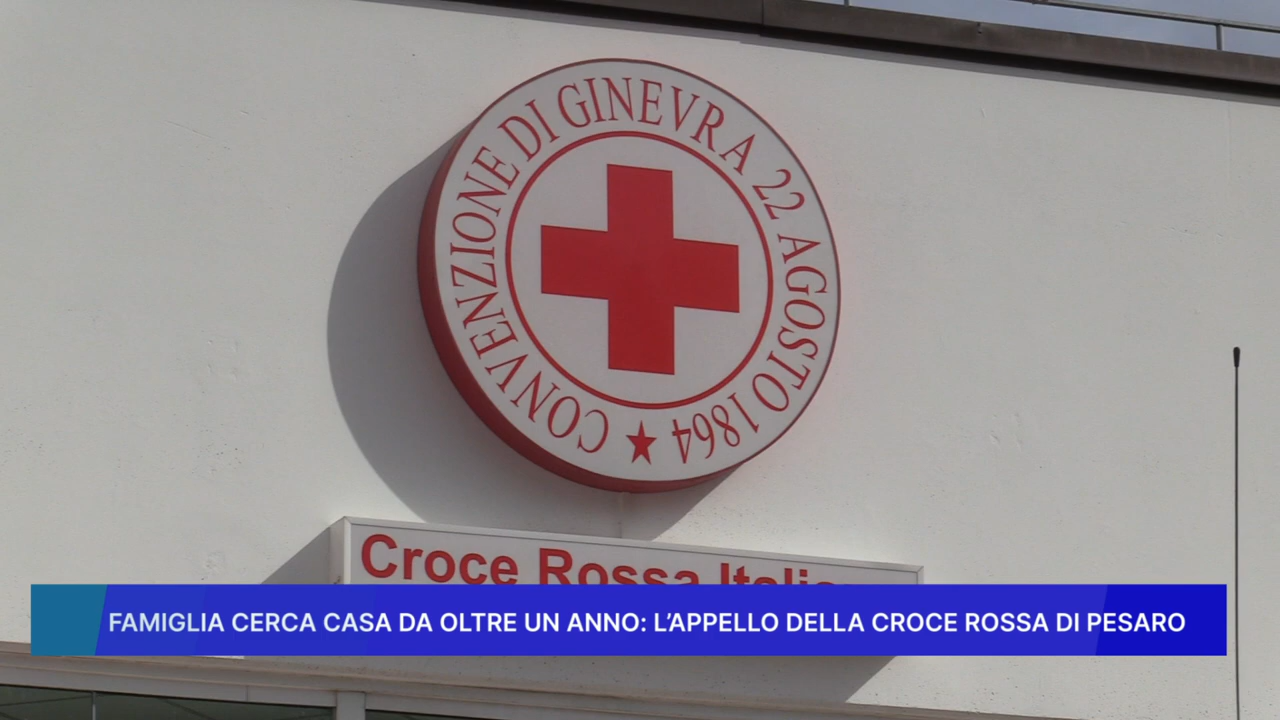 CONVENZIONE DI GINEVRA 22 AGOSTO 1864
Croce Rossa
FAMIGLIA CERCA CASA DA OLTRE UN ANNO: L'APPELLO DELLA CROCE ROSSA DI PESARO